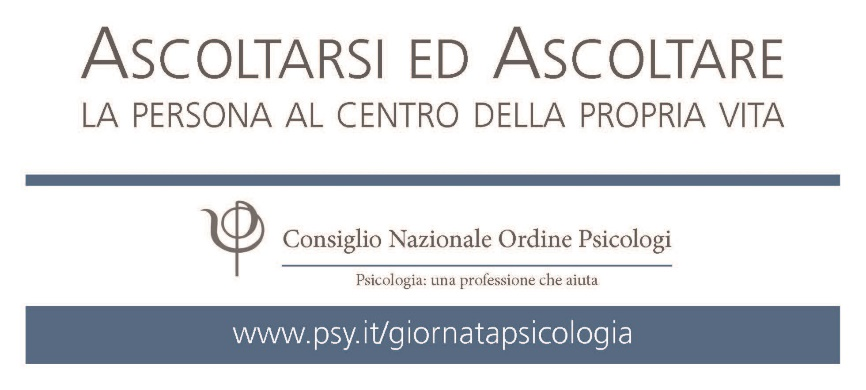 ASCOLTARSI ED ASCOLTARE
LA PERSONA AL CENTRO DELLA PROPRIA VITA
Consiglio Nazionale Ordine Psicologi
Psicologia: una professione che aiuta
www.psy.it/giornatapsicologia